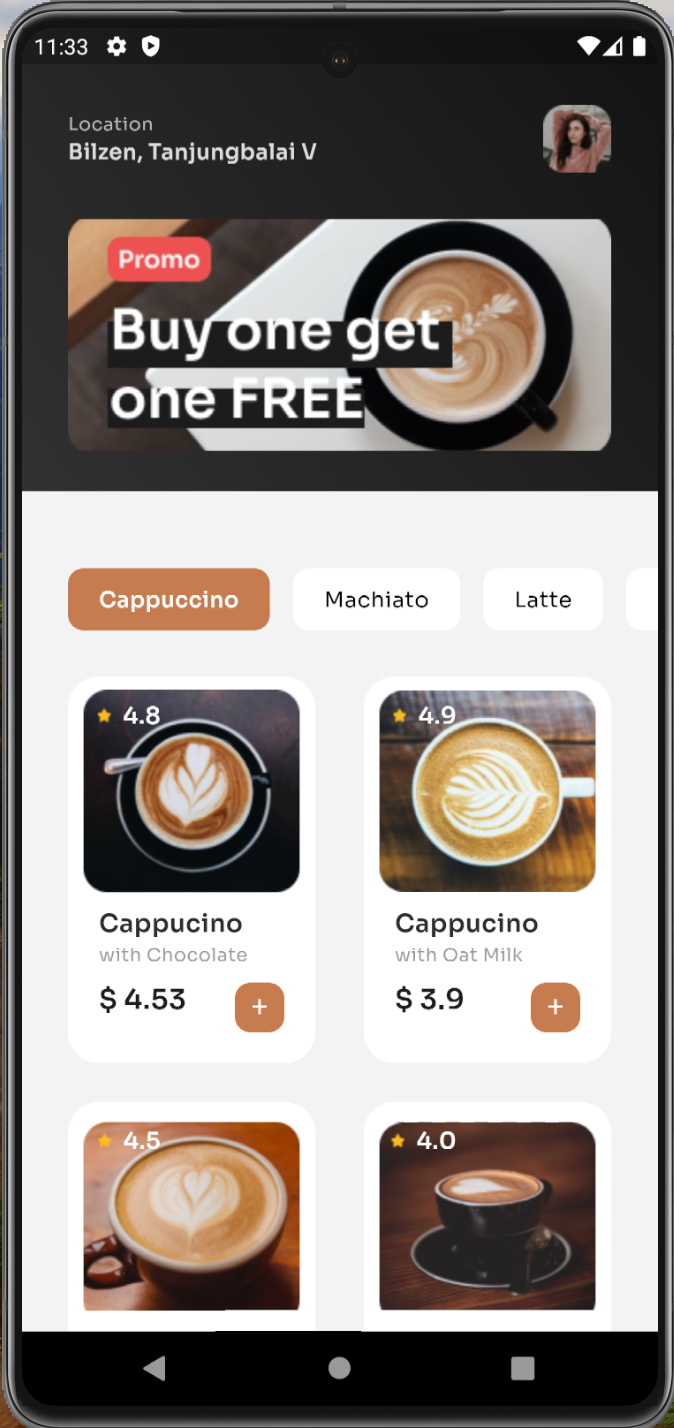 11:33
Location
Bilzen, Tanjungbalai V
Promo
Buy one get
one FREE
Cappuccino
Machiato
Latte
4.8
4.9
Cappucino
Cappucino
with Chocolate
with Oat Milk
$ 4.53
+
$ 3.9
+
4.5
4.0